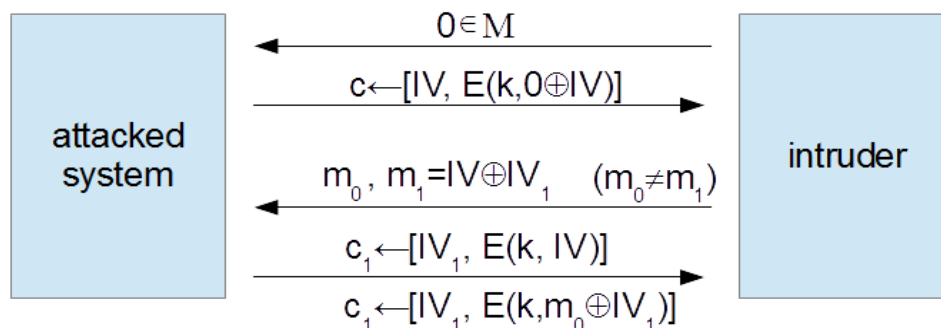 0∈M
c←[IV, E(k,0⊕IV)]
attacked
system
intruder
m₀, m₁=IV⊕IV₁ (m₀≠m₁)
c₁←[IV₁, E(k, IV)]
c₁←[IV₁, E(k,m₀⊕IV₁)]